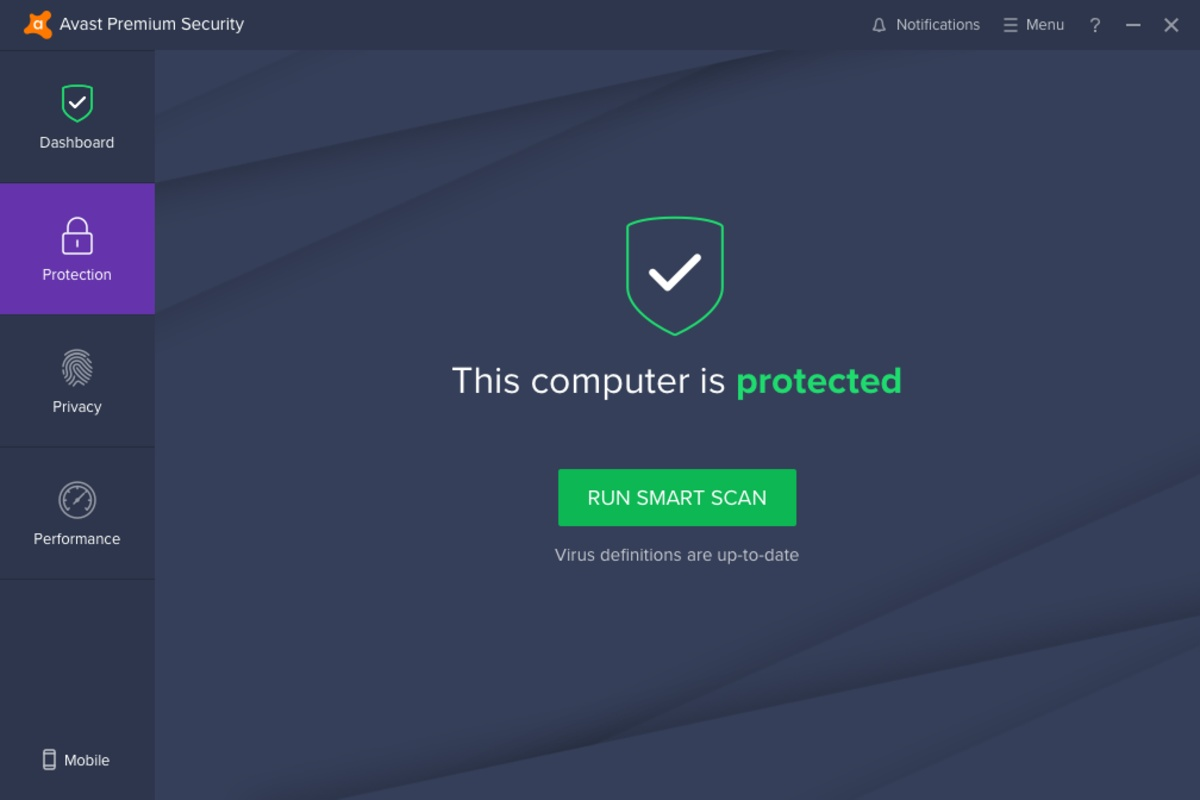 Avast Premium Security
Notifications
Menu
?
Dashboard
Protection
Privacy
Performance
Mobile
This computer is protected
RUN SMART SCAN
Virus definitions are up-to-date